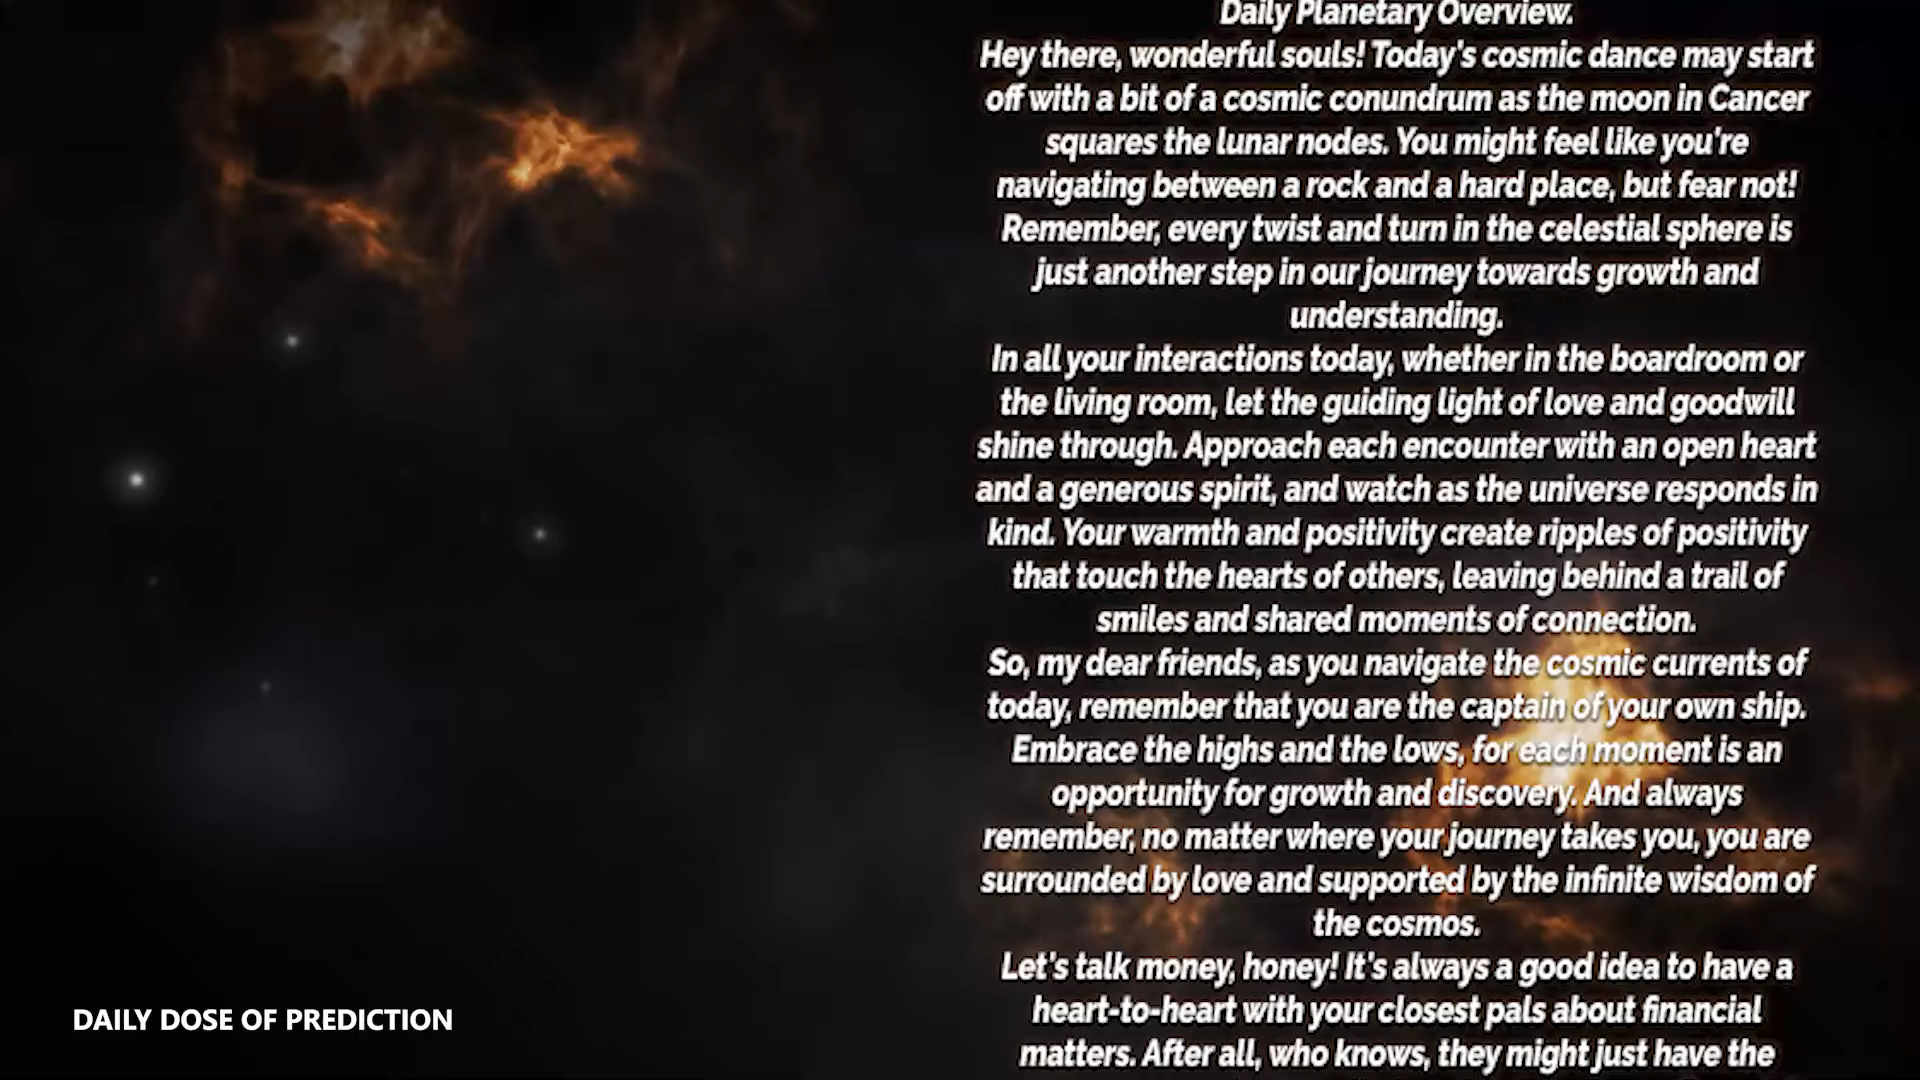 Daily Planetary Overview.
Hey there, wonderful souls! Today's cosmic dance may start
off with a bit of a cosmic conundrum as the moon in Cancer
squares the lunar nodes. You might feel like you're
navigating between a rock and a hard place, but fear not!
Remember, every twist and turn in the celestial sphere is
just another step in our journey towards growth and
understanding.
In all your interactions today, whether in the boardroom or
the living room, let the guiding light of love and goodwill
shine through. Approach each encounter with an open heart
and a generous spirit, and watch as the universe responds in
kind. Your warmth and positivity create ripples of positivity
that touch the hearts of others, leaving behind a trail of
smiles and shared moments of connection.
So, my dear friends, as you navigate the cosmic currents of
today, remember that you are the captain of your own ship.
Embrace the highs and the lows, for each moment is an
opportunity for growth and discovery. And always
remember, no matter where your journey takes you, you are
surrounded by love and supported by the infinite wisdom of
the cosmos.
Let's talk money, honey! It's always a good idea to have a
heart-to-heart with your closest pals about financial
matters. After all, who knows, they might just have the
DAILY DOSE OF PREDICTION